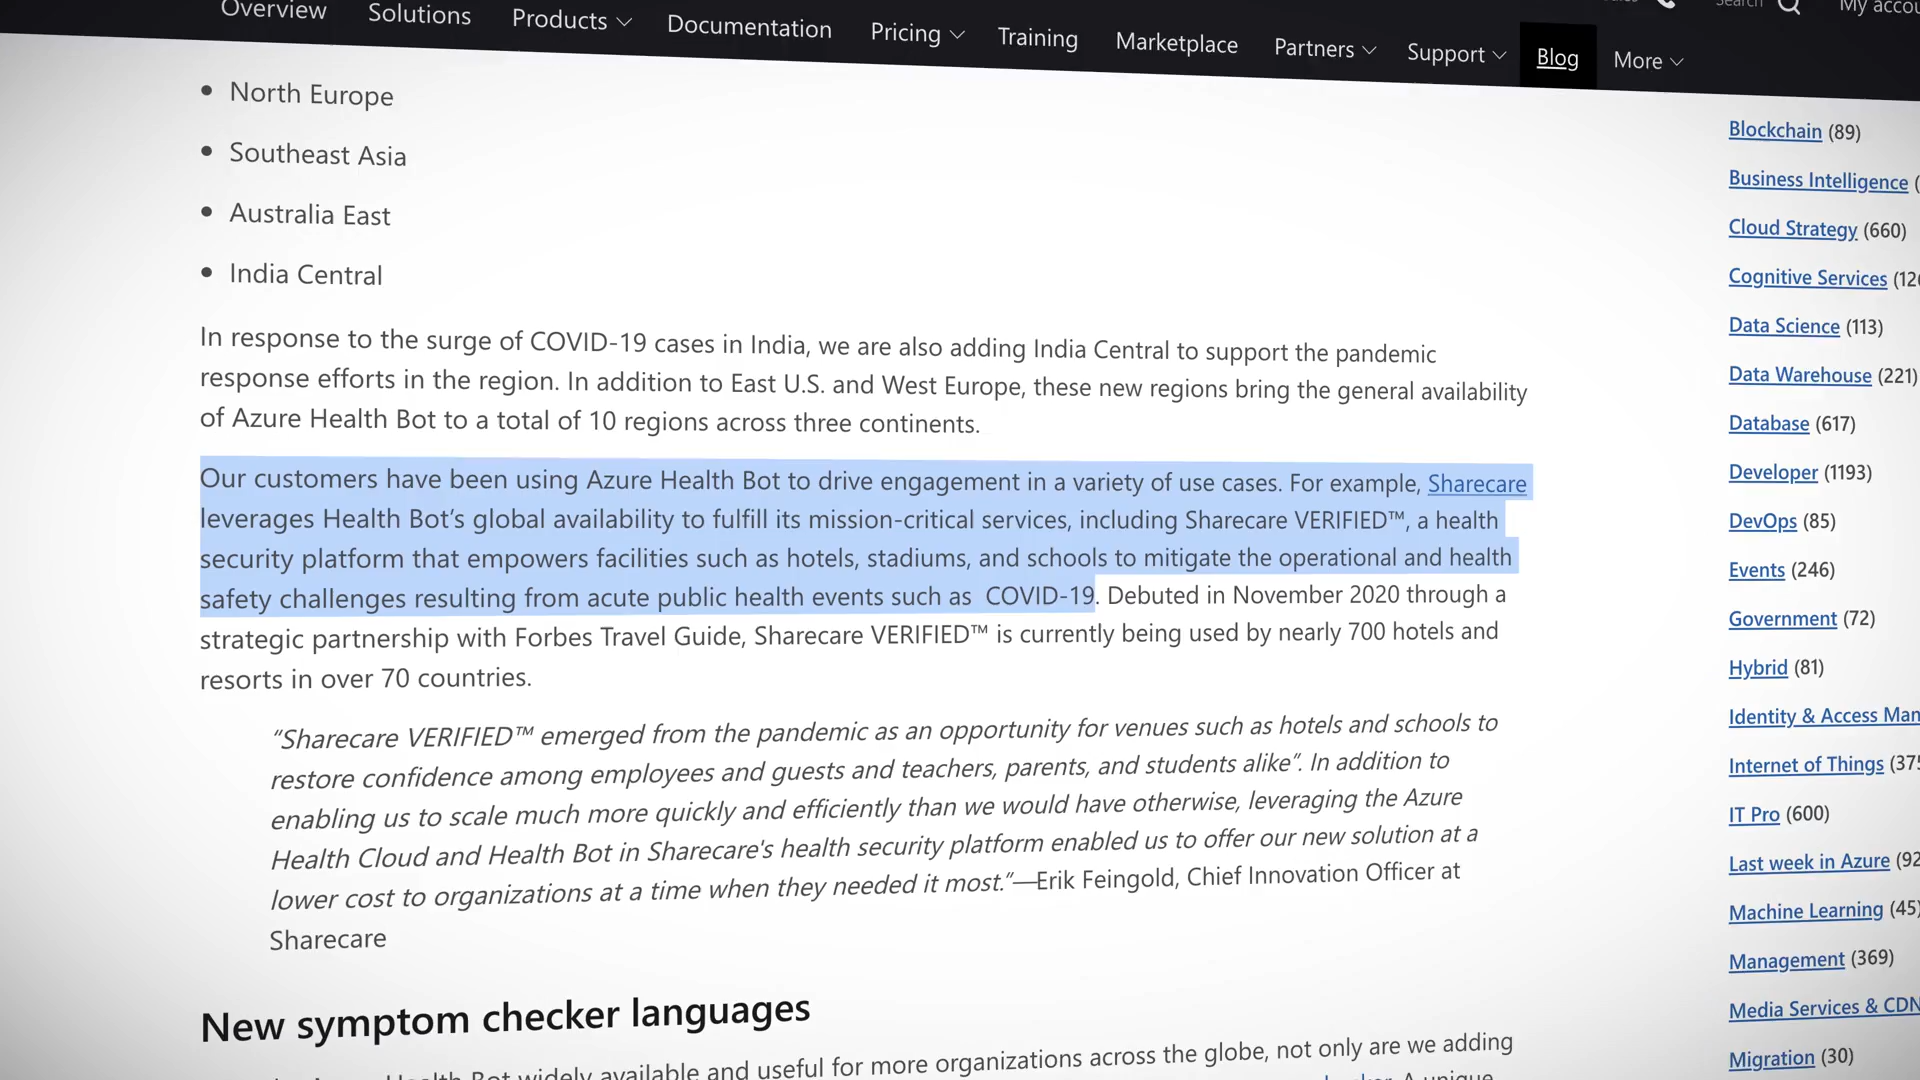 Overview Solutions Products Documentation Pricing Training Marketplace Partners Support Blog More
Search My
North Europe
Southeast Asia
Australia East
India Central
In response to the surge of COVID-19 cases in India, we are also adding India Central to support the pandemic
response efforts in the region. In addition to East U.S. and West Europe, these new regions bring the general availability
of Azure Health Bot to a total of 10 regions across three continents.
Our customers have been using Azure Health Bot to drive engagement in a variety of use cases. For example, Sharecare
leverages Health Bot’s global availability to fulfill its mission-critical services, including Sharecare VERIFIED™, a health
security platform that empowers facilities such as hotels, stadiums, and schools to mitigate the operational and health
safety challenges resulting from acute public health events such as COVID-19. Debuted in November 2020 through a
strategic partnership with Forbes Travel Guide, Sharecare VERIFIED™ is currently being used by nearly 700 hotels and
resorts in over 70 countries.
“Sharecare VERIFIED™ emerged from the pandemic as an opportunity for venues such as hotels and schools to
restore confidence among employees and guests and teachers, parents, and students alike”. In addition to
enabling us to scale much more quickly and efficiently than we would have otherwise, leveraging the Azure
Health Cloud and Health Bot in Sharecare's health security platform enabled us to offer our new solution at a
lower cost to organizations at a time when they needed it most.”—Erik Feingold, Chief Innovation Officer at
Sharecare
New symptom checker languages
Health Bot widely available and useful for more organizations across the globe, not only are we adding
A unique
Blockchain (89)
Business Intelligence (
Cloud Strategy (660)
Cognitive Services (12
Data Science (113)
Data Warehouse (221)
Database (617)
Developer (1193)
DevOps (85)
Events (246)
Government (72)
Hybrid (81)
Identity & Access Man
Internet of Things (375
IT Pro (600)
Last week in Azure (92
Machine Learning (45)
Management (369)
Media Services & CDN
Migration (30)